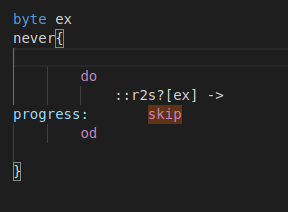 byte ex
never{
do
::r2s?[ex] ->
progress: skip
od
}